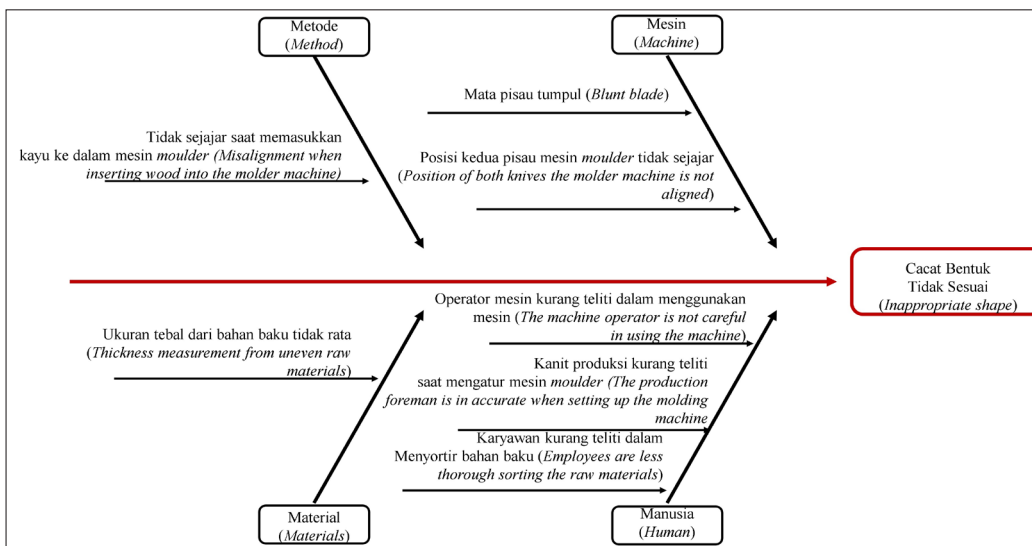 Metode
(Method)
Mesin
(Machine)
Mata pisau tumpul (Blunt blade)
Tidak sejajar saat memasukkan
kayu ke dalam mesin moulder (Misalignment when
inserting wood into the molder machine)
Posisi kedua pisau mesin moulder tidak sejajar
(Position of both knives the molder machine is not
aligned)
Cacat Bentuk
Tidak Sesuai
(Inappropriate shape)
Operator mesin kurang teliti dalam menggunakan
mesin (The machine operator is not careful
in using the machine)
Ukuran tebal dari bahan baku tidak rata
(Thickness measurement from uneven raw
materials)
Kanit produksi kurang teliti
saat mengatur mesin moulder (The production
foreman is in accurate when setting up the molding
machine
Karyawan kurang teliti dalam
Menyortir bahan baku (Employees are less
thorough sorting the raw materials)
Material
(Materials)
Manusia
(Human)